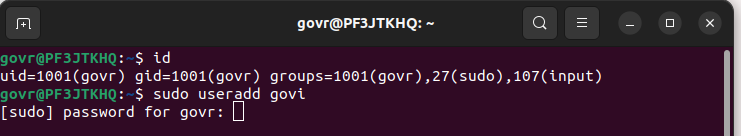 govr@PF3JTKHQ: ~
govr@PF3JTKHQ:~$ id
uid=1001(govr) gid=1001(govr) groups=1001(govr),27(sudo),107(input)
govr@PF3JTKHQ:~$ sudo useradd govi
[sudo] password for govr: